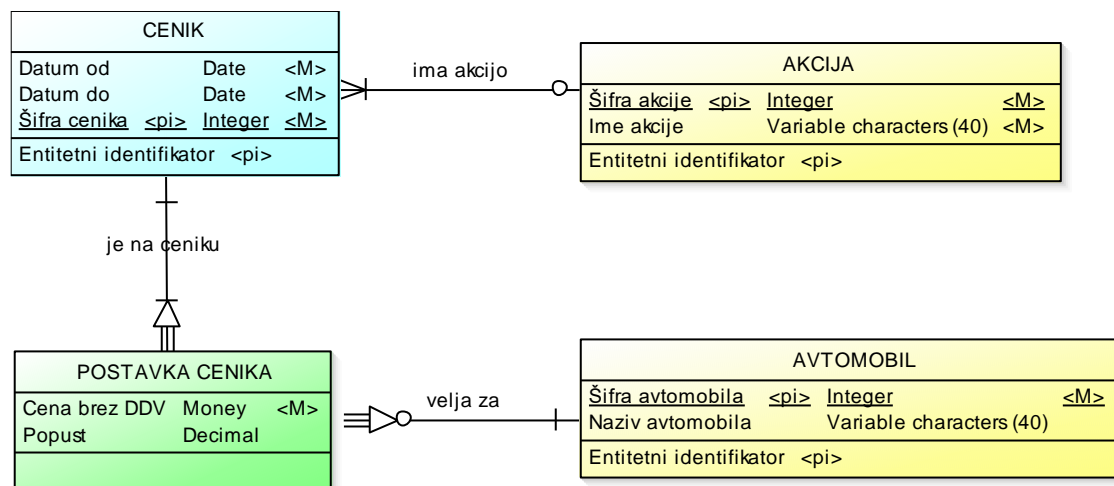 CENIK
Datum od Date <M>
Datum do Date <M>
Šifra cenika <pi> Integer <M>
Entitetni identifikator <pi>
ima akcijo
AKCIJA
Šifra akcije <pi> Integer <M>
Ime akcije Variable characters (40) <M>
Entitetni identifikator <pi>
je na ceniku
POSTAVKA CENIKA
Cena brez DDV Money <M>
Popust Decimal
velja za
AVTOMOBIL
Šifra avtomobila <pi> Integer <M>
Naziv avtomobila Variable characters (40)
Entitetni identifikator <pi>